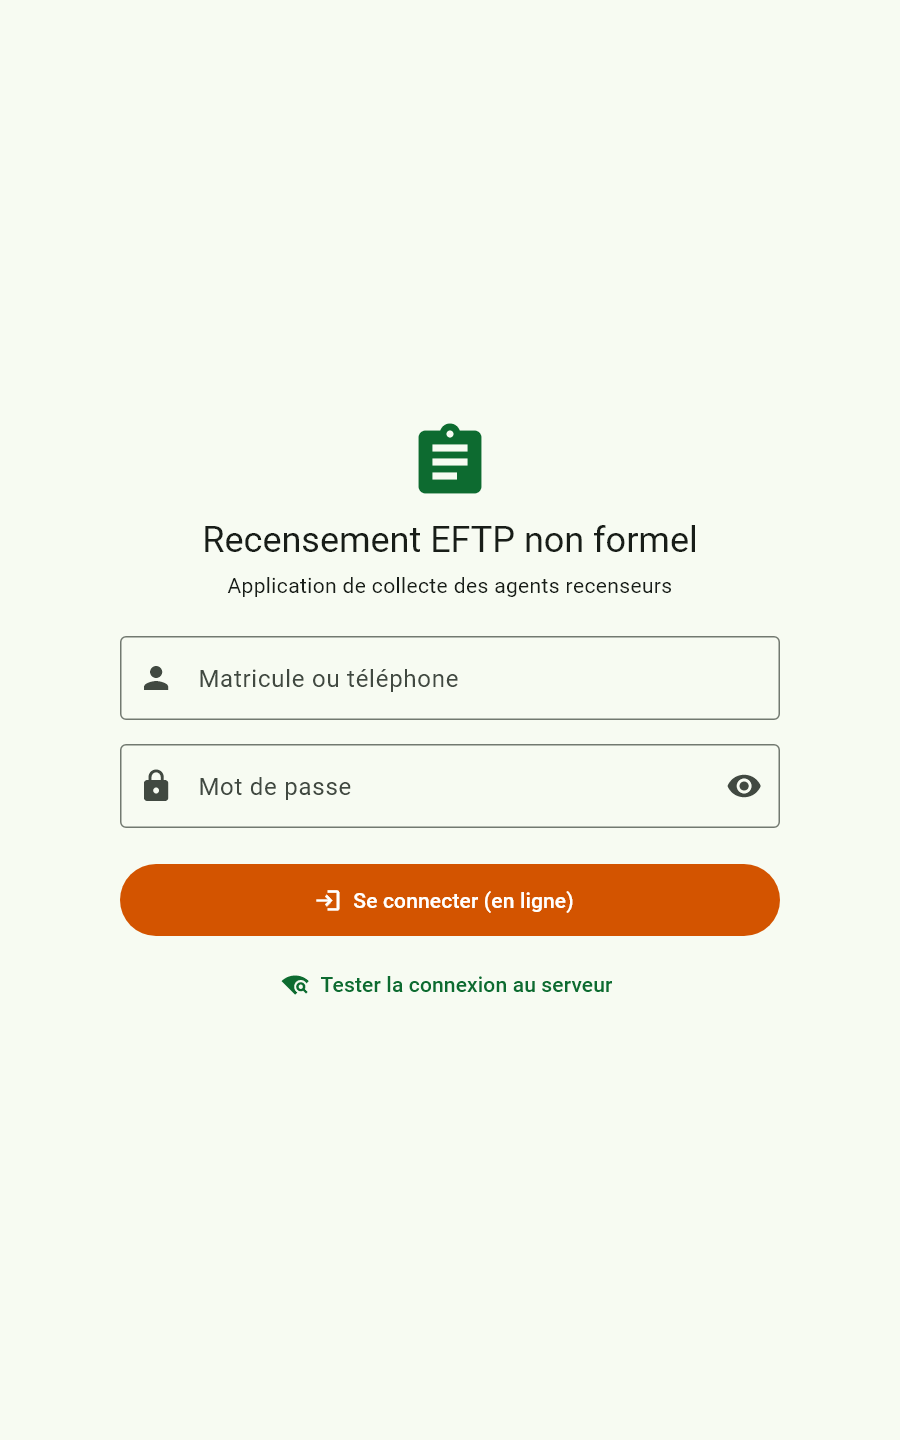 Recensement EFTP non formel
Application de collecte des agents recenseurs
Matricule ou téléphone
Mot de passe
Se connecter (en ligne)
Tester la connexion au serveur